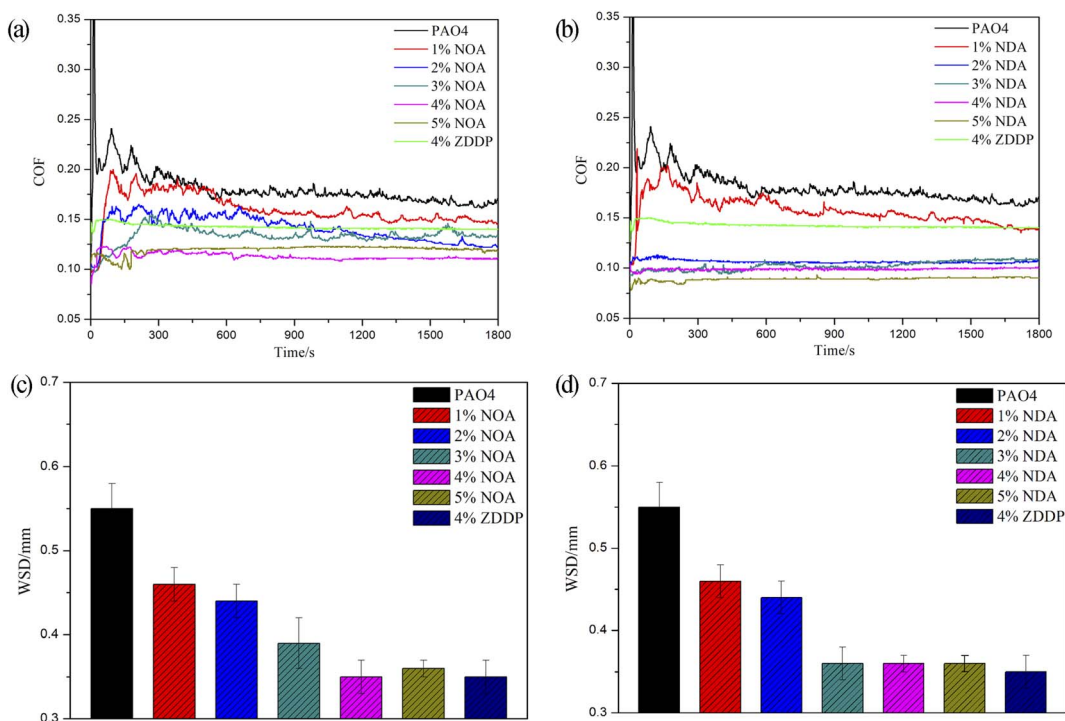 (a)
0.35
0.30
0.25
0.20
0.15
0.10
0.05
COF
0 300 600 900 1200 1500 1800
Time/s
PAO4
1% NOA
2% NOA
3% NOA
4% NOA
5% NOA
4% ZDDP
(b)
0.35
0.30
0.25
0.20
0.15
0.10
0.05
COF
0 300 600 900 1200 1500 1800
Time/s
PAO4
1% NDA
2% NDA
3% NDA
4% NDA
5% NDA
4% ZDDP
(c)
0.7
0.6
0.5
0.4
0.3
WSD/mm
PAO4
1% NOA
2% NOA
3% NOA
4% NOA
5% NOA
4% ZDDP
(d)
0.7
0.6
0.5
0.4
0.3
WSD/mm
PAO4
1% NDA
2% NDA
3% NDA
4% NDA
5% NDA
4% ZDDP